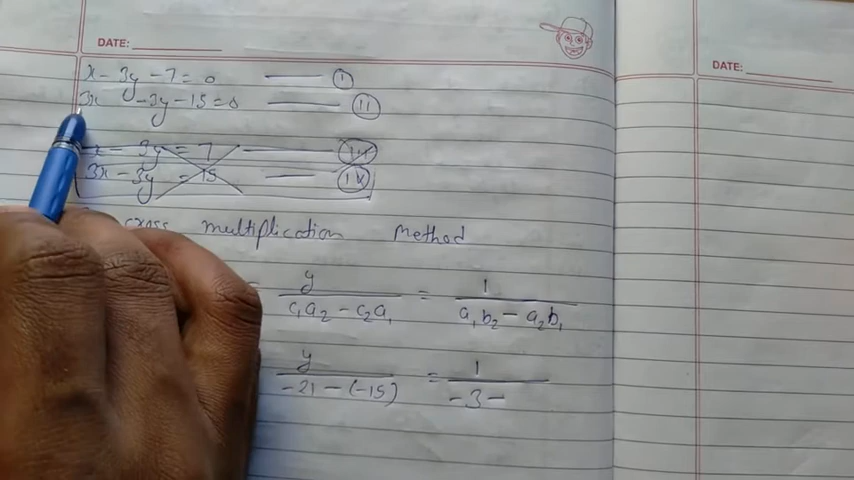 DATE:
x - 3y - 7 = 0 ——— (I)
3x - 3y - 15 = 0 ——— (II)
x - 3y = 7 ———
3x - 3y = 15 ——— (IV)
cross multiplication Method
y/(c₁a₂ - c₂a₁) = 1/(a₁b₂ - a₂b₁)
y/(-21 - (-15)) = 1/(-3 -
DATE: